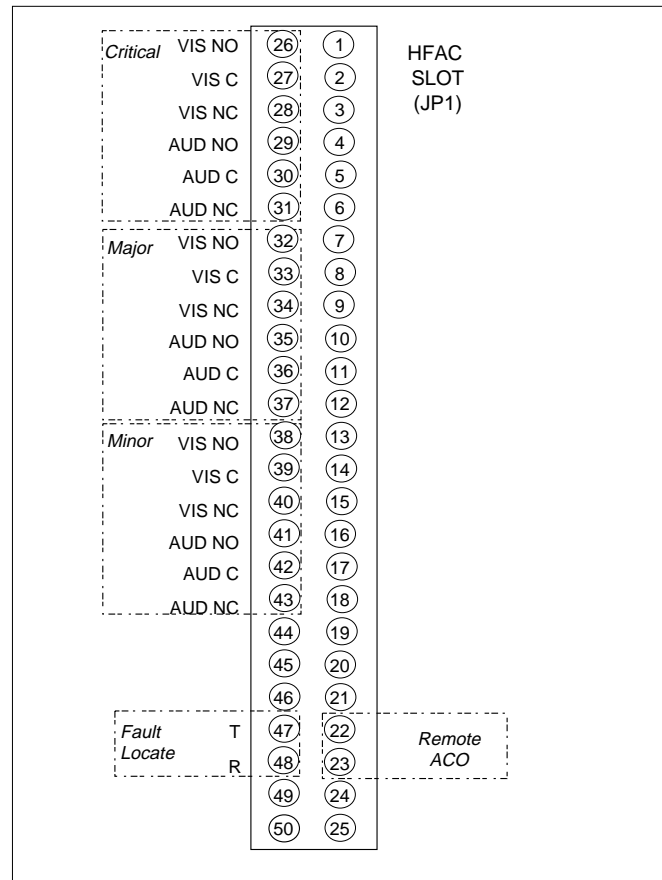 Critical VIS NO 26 1 HFAC
VIS C 27 2 SLOT
VIS NC 28 3 (JP1)
AUD NO 29 4
AUD C 30 5
AUD NC 31 6
Major VIS NO 32 7
VIS C 33 8
VIS NC 34 9
AUD NO 35 10
AUD C 36 11
AUD NC 37 12
Minor VIS NO 38 13
VIS C 39 14
VIS NC 40 15
AUD NO 41 16
AUD C 42 17
AUD NC 43 18
44 19
45 20
46 21
Fault T 47 22 Remote
Locate R 48 23 ACO
49 24
50 25